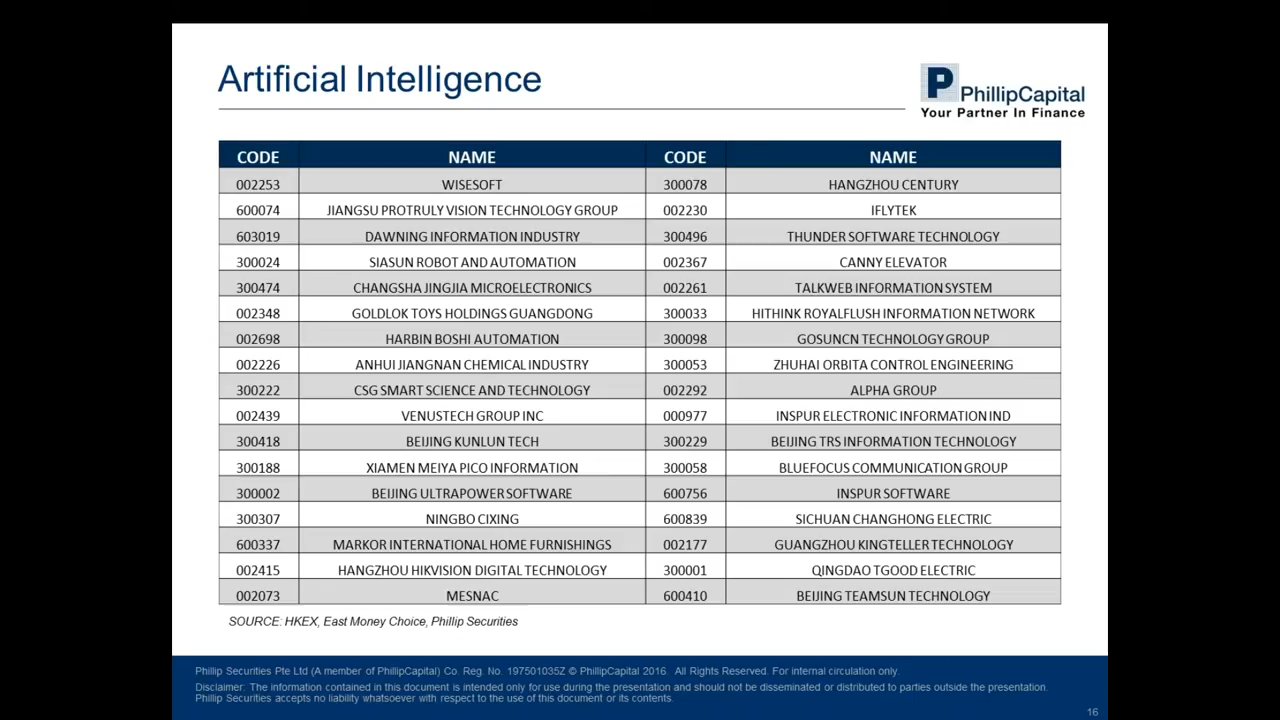 Artificial Intelligence
P PhillipCapital
Your Partner In Finance
CODE NAME CODE NAME
002253 WISESOFT 300078 HANGZHOU CENTURY
600074 JIANGSU PROTRULY VISION TECHNOLOGY GROUP 002230 IFLYTEK
603019 DAWNING INFORMATION INDUSTRY 300496 THUNDER SOFTWARE TECHNOLOGY
300024 SIASUN ROBOT AND AUTOMATION 002367 CANNY ELEVATOR
300474 CHANGSHA JINGJIA MICROELECTRONICS 002261 TALKWEB INFORMATION SYSTEM
002348 GOLDLOK TOYS HOLDINGS GUANGDONG 300033 HITHINK ROYALFLUSH INFORMATION NETWORK
002698 HARBIN BOSHI AUTOMATION 300098 GOSUNCN TECHNOLOGY GROUP
002226 ANHUI JIANGNAN CHEMICAL INDUSTRY 300053 ZHUHAI ORBITA CONTROL ENGINEERING
300222 CSG SMART SCIENCE AND TECHNOLOGY 002292 ALPHA GROUP
002439 VENUSTECH GROUP INC 000977 INSPUR ELECTRONIC INFORMATION IND
300418 BEIJING KUNLUN TECH 300229 BEIJING TRS INFORMATION TECHNOLOGY
300188 XIAMEN MEIYA PICO INFORMATION 300058 BLUEFOCUS COMMUNICATION GROUP
300002 BEIJING ULTRAPOWER SOFTWARE 600756 INSPUR SOFTWARE
300307 NINGBO CIXING 600839 SICHUAN CHANGHONG ELECTRIC
600337 MARKOR INTERNATIONAL HOME FURNISHINGS 002177 GUANGZHOU KINGTELLER TECHNOLOGY
002415 HANGZHOU HIKVISION DIGITAL TECHNOLOGY 300001 QINGDAO TGOOD ELECTRIC
002073 MESNAC 600410 BEIJING TEAMSUN TECHNOLOGY
SOURCE: HKEX, East Money Choice, Phillip Securities
Phillip Securities Pte Ltd (A member of PhillipCapital) Co. Reg. No. 197501035Z © PhillipCapital 2016. All Rights Reserved. For internal circulation only.
Disclaimer: The information contained in this document is intended only for use during the presentation and should not be disseminated or distributed to parties outside the presentation.
Phillip Securities accepts no liability whatsoever with respect to the use of this document or its contents.
16